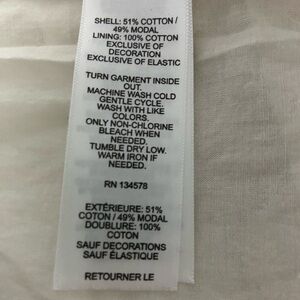 SHELL: 51% COTTON /
49% MODAL
LINING: 100% COTTON
EXCLUSIVE OF
DECORATION
EXCLUSIVE OF ELASTIC
TURN GARMENT INSIDE
OUT.
MACHINE WASH COLD
GENTLE CYCLE.
WASH WITH LIKE
COLORS.
ONLY NON-CHLORINE
BLEACH WHEN
NEEDED.
TUMBLE DRY LOW.
WARM IRON IF
NEEDED.
RN 134578
EXTÉRIEURE: 51%
COTON / 49% MODAL
DOUBLURE: 100%
COTON
SAUF DECORATIONS
SAUF ÉLASTIQUE
RETOURNER LE